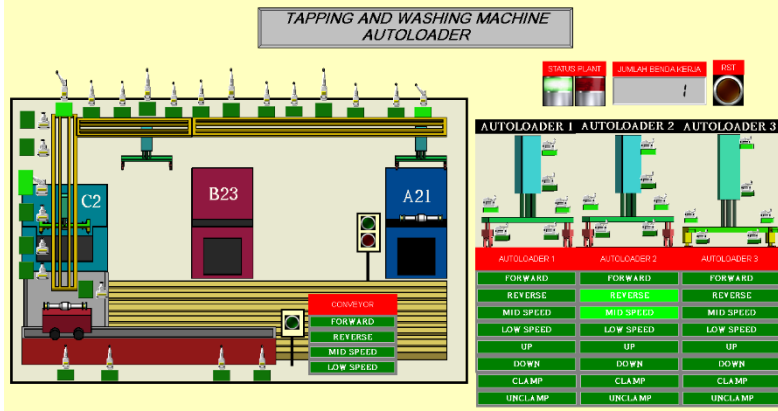 TAPPING AND WASHING MACHINE
AUTOLOADER
STATUS PLANT
JUMLAH BENDA KERJA
RST
1
AUTOLOADER 1
AUTOLOADER 2
AUTOLOADER 3
C2
B23
A21
CONVEYOR
FORWARD
REVERSE
MID SPEED
LOW SPEED
AUTOLOADER 1
AUTOLOADER 2
AUTOLOADER 3
FORWARD
FORWARD
FORWARD
REVERSE
REVERSE
REVERSE
MID SPEED
MID SPEED
MID SPEED
LOW SPEED
LOW SPEED
LOW SPEED
UP
UP
UP
DOWN
DOWN
DOWN
CLAMP
CLAMP
CLAMP
UNCLAMP
UNCLAMP
UNCLAMP